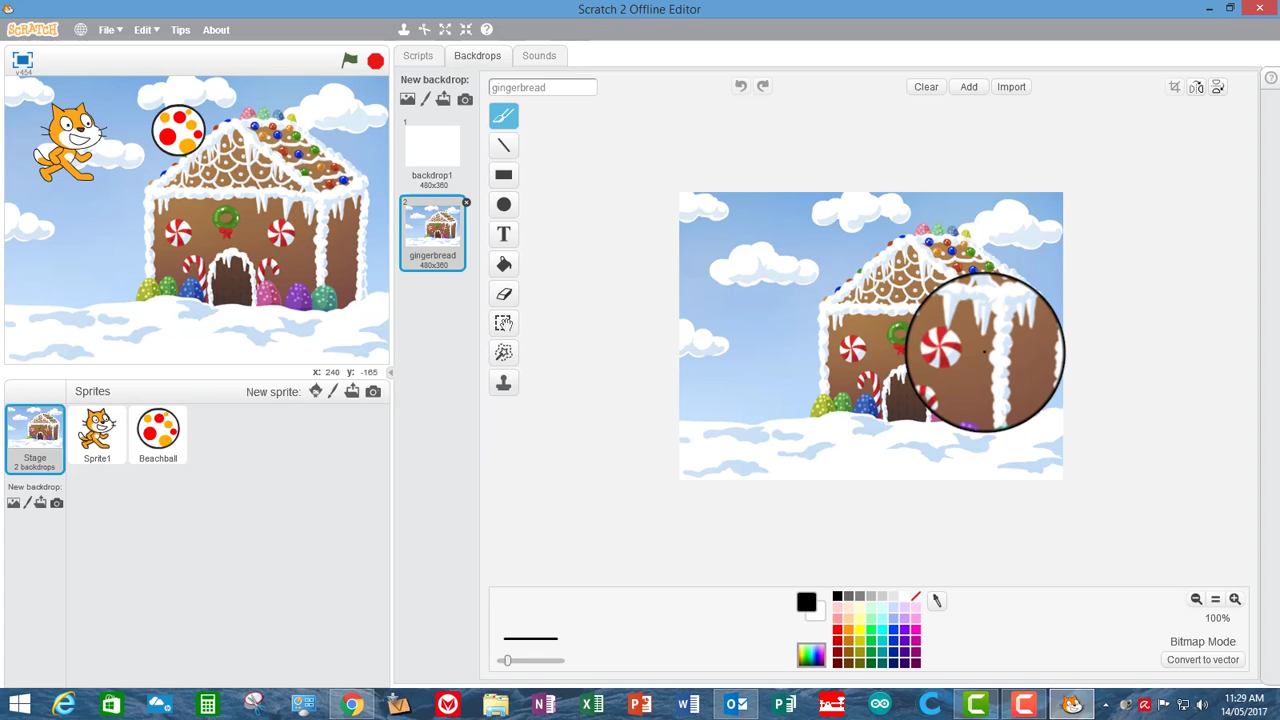 Scratch 2 Offline Editor
SCRATCH File Edit Tips About
v454
Scripts Backdrops Sounds
New backdrop:
gingerbread
Clear Add Import
1
backdrop1
480x360
2
gingerbread
480x360
T
x: 240 y: -165
Sprites New sprite:
Stage
2 backdrops
Sprite1
Beachball
New backdrop:
100%
Bitmap Mode
Convert to vector
11:29 AM
14/05/2017